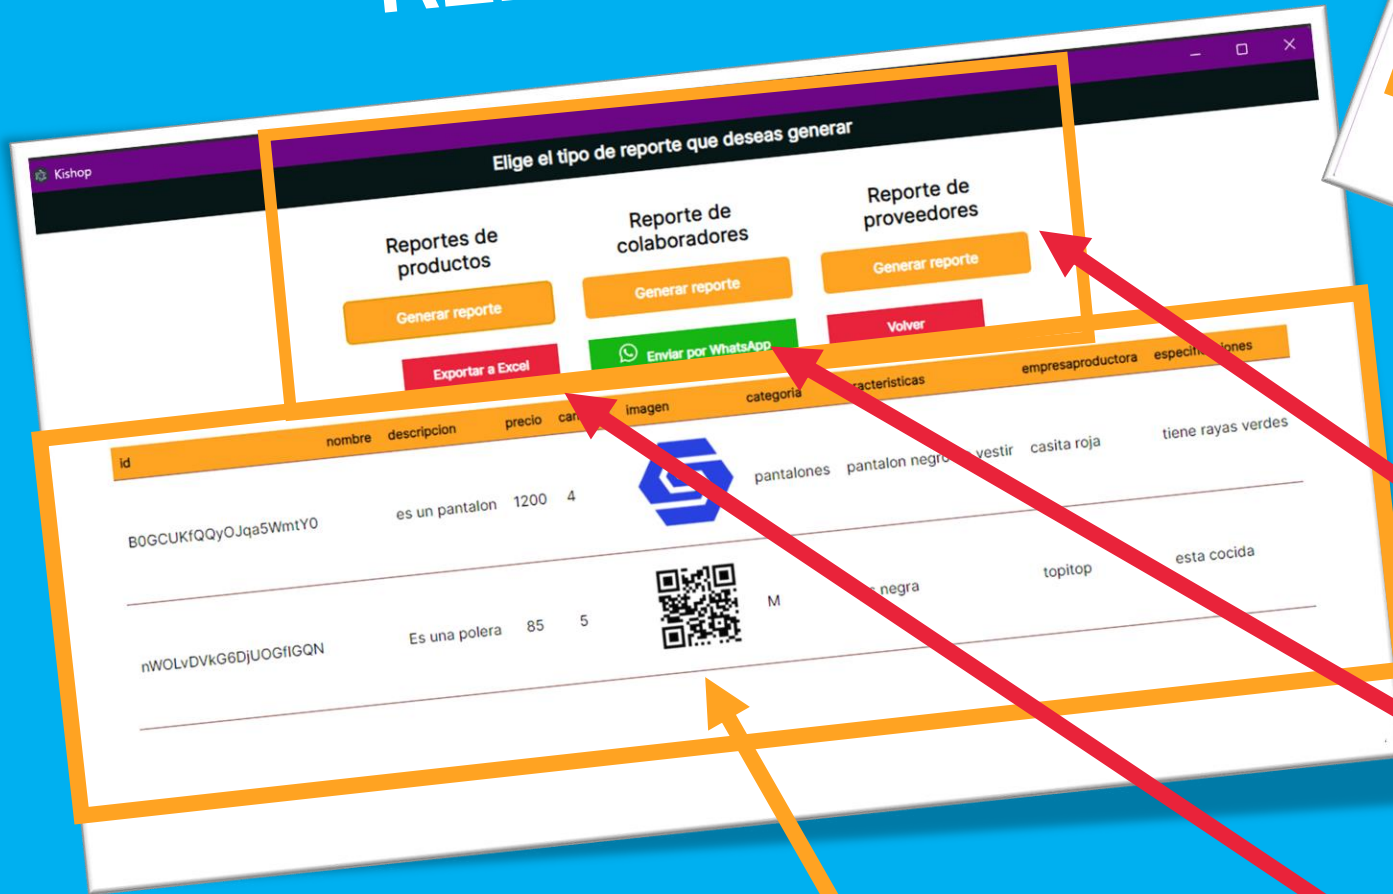 Kishop
Elige el tipo de reporte que deseas generar
Reportes de
productos
Generar reporte
Exportar a Excel
Reporte de
colaboradores
Generar reporte
Enviar por WhatsApp
Reporte de
proveedores
Generar reporte
Volver
id nombre descripcion precio imagen categoria empresaproductora
B0GCUKfQQyOJqa5WmtY0 es un pantalon 1200 4 pantalones pantalon negro vestir casita roja tiene rayas verdes
nWOLvDVkG6DjUOGflGQN Es una polera 85 5 M negra topitop esta cocida